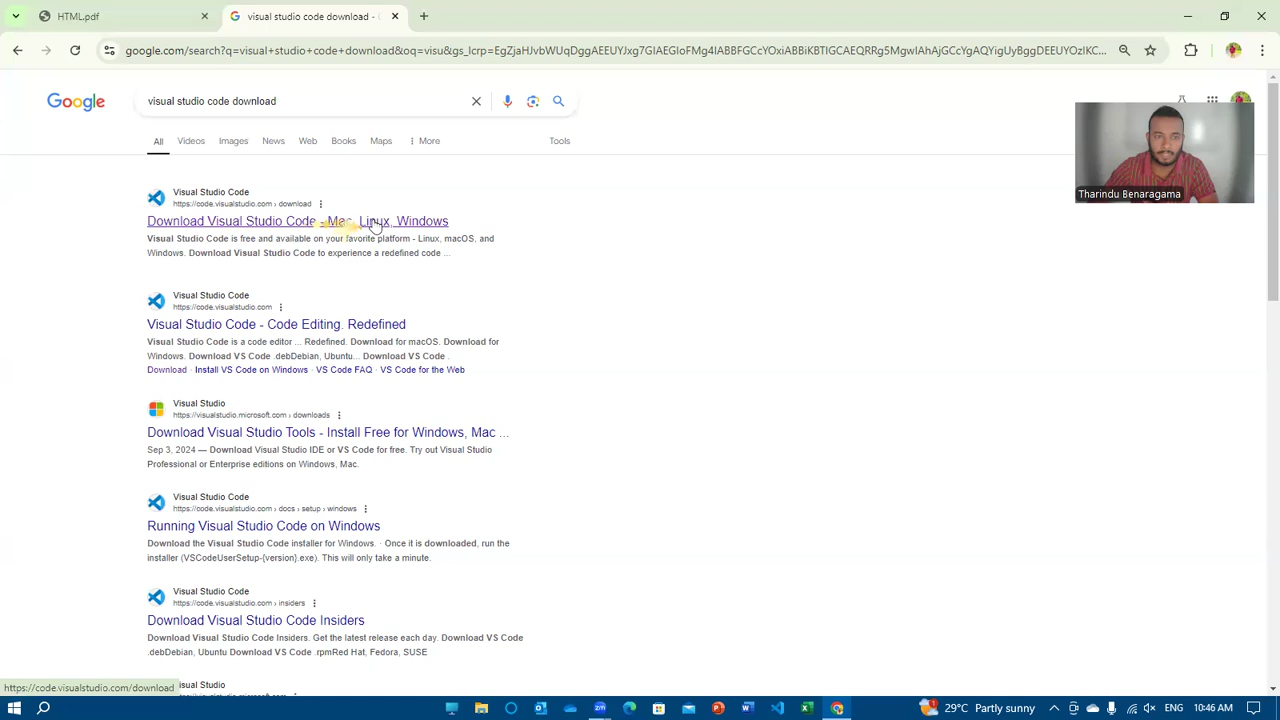 HTML.pdf
visual studio code download - G
google.com/search?q=visual+studio+code+download&oq=visu&gs_lcrp=EgZjaHJvbWUqDggAEEUYJxg7GIAEGIoFMg4IABBFGCcYOxiABBiKBTIGCAEQRRg5MgwIAhAjGCcYgAQYigUyBggDEEUYOzIKC...
Google
visual studio code download
All Videos Images News Web Books Maps More Tools
Visual Studio Code
https://code.visualstudio.com › download
Download Visual Studio Code - Mac, Linux, Windows
Visual Studio Code is free and available on your favorite platform - Linux, macOS, and
Windows. Download Visual Studio Code to experience a redefined code ...
Tharindu Benaragama
Visual Studio Code
https://code.visualstudio.com
Visual Studio Code - Code Editing. Redefined
Visual Studio Code is a code editor ... Redefined. Download for macOS. Download for
Windows. Download VS Code .debDebian, Ubuntu... Download VS Code .
Download · Install VS Code on Windows · VS Code FAQ · VS Code for the Web
Visual Studio
https://visualstudio.microsoft.com › downloads
Download Visual Studio Tools - Install Free for Windows, Mac ...
Sep 3, 2024 — Download Visual Studio IDE or VS Code for free. Try out Visual Studio
Professional or Enterprise editions on Windows, Mac.
Visual Studio Code
https://code.visualstudio.com › docs › setup › windows
Running Visual Studio Code on Windows
Download the Visual Studio Code installer for Windows. · Once it is downloaded, run the
installer (VSCodeUserSetup-{version}.exe). This will only take a minute.
Visual Studio Code
https://code.visualstudio.com › insiders
Download Visual Studio Code Insiders
Download Visual Studio Code Insiders. Get the latest release each day. Download VS Code
.debDebian, Ubuntu Download VS Code .rpmRed Hat, Fedora, SUSE
Studio
https://code.visualstudio.com/download
29°C Partly sunny
ENG
10:46 AM